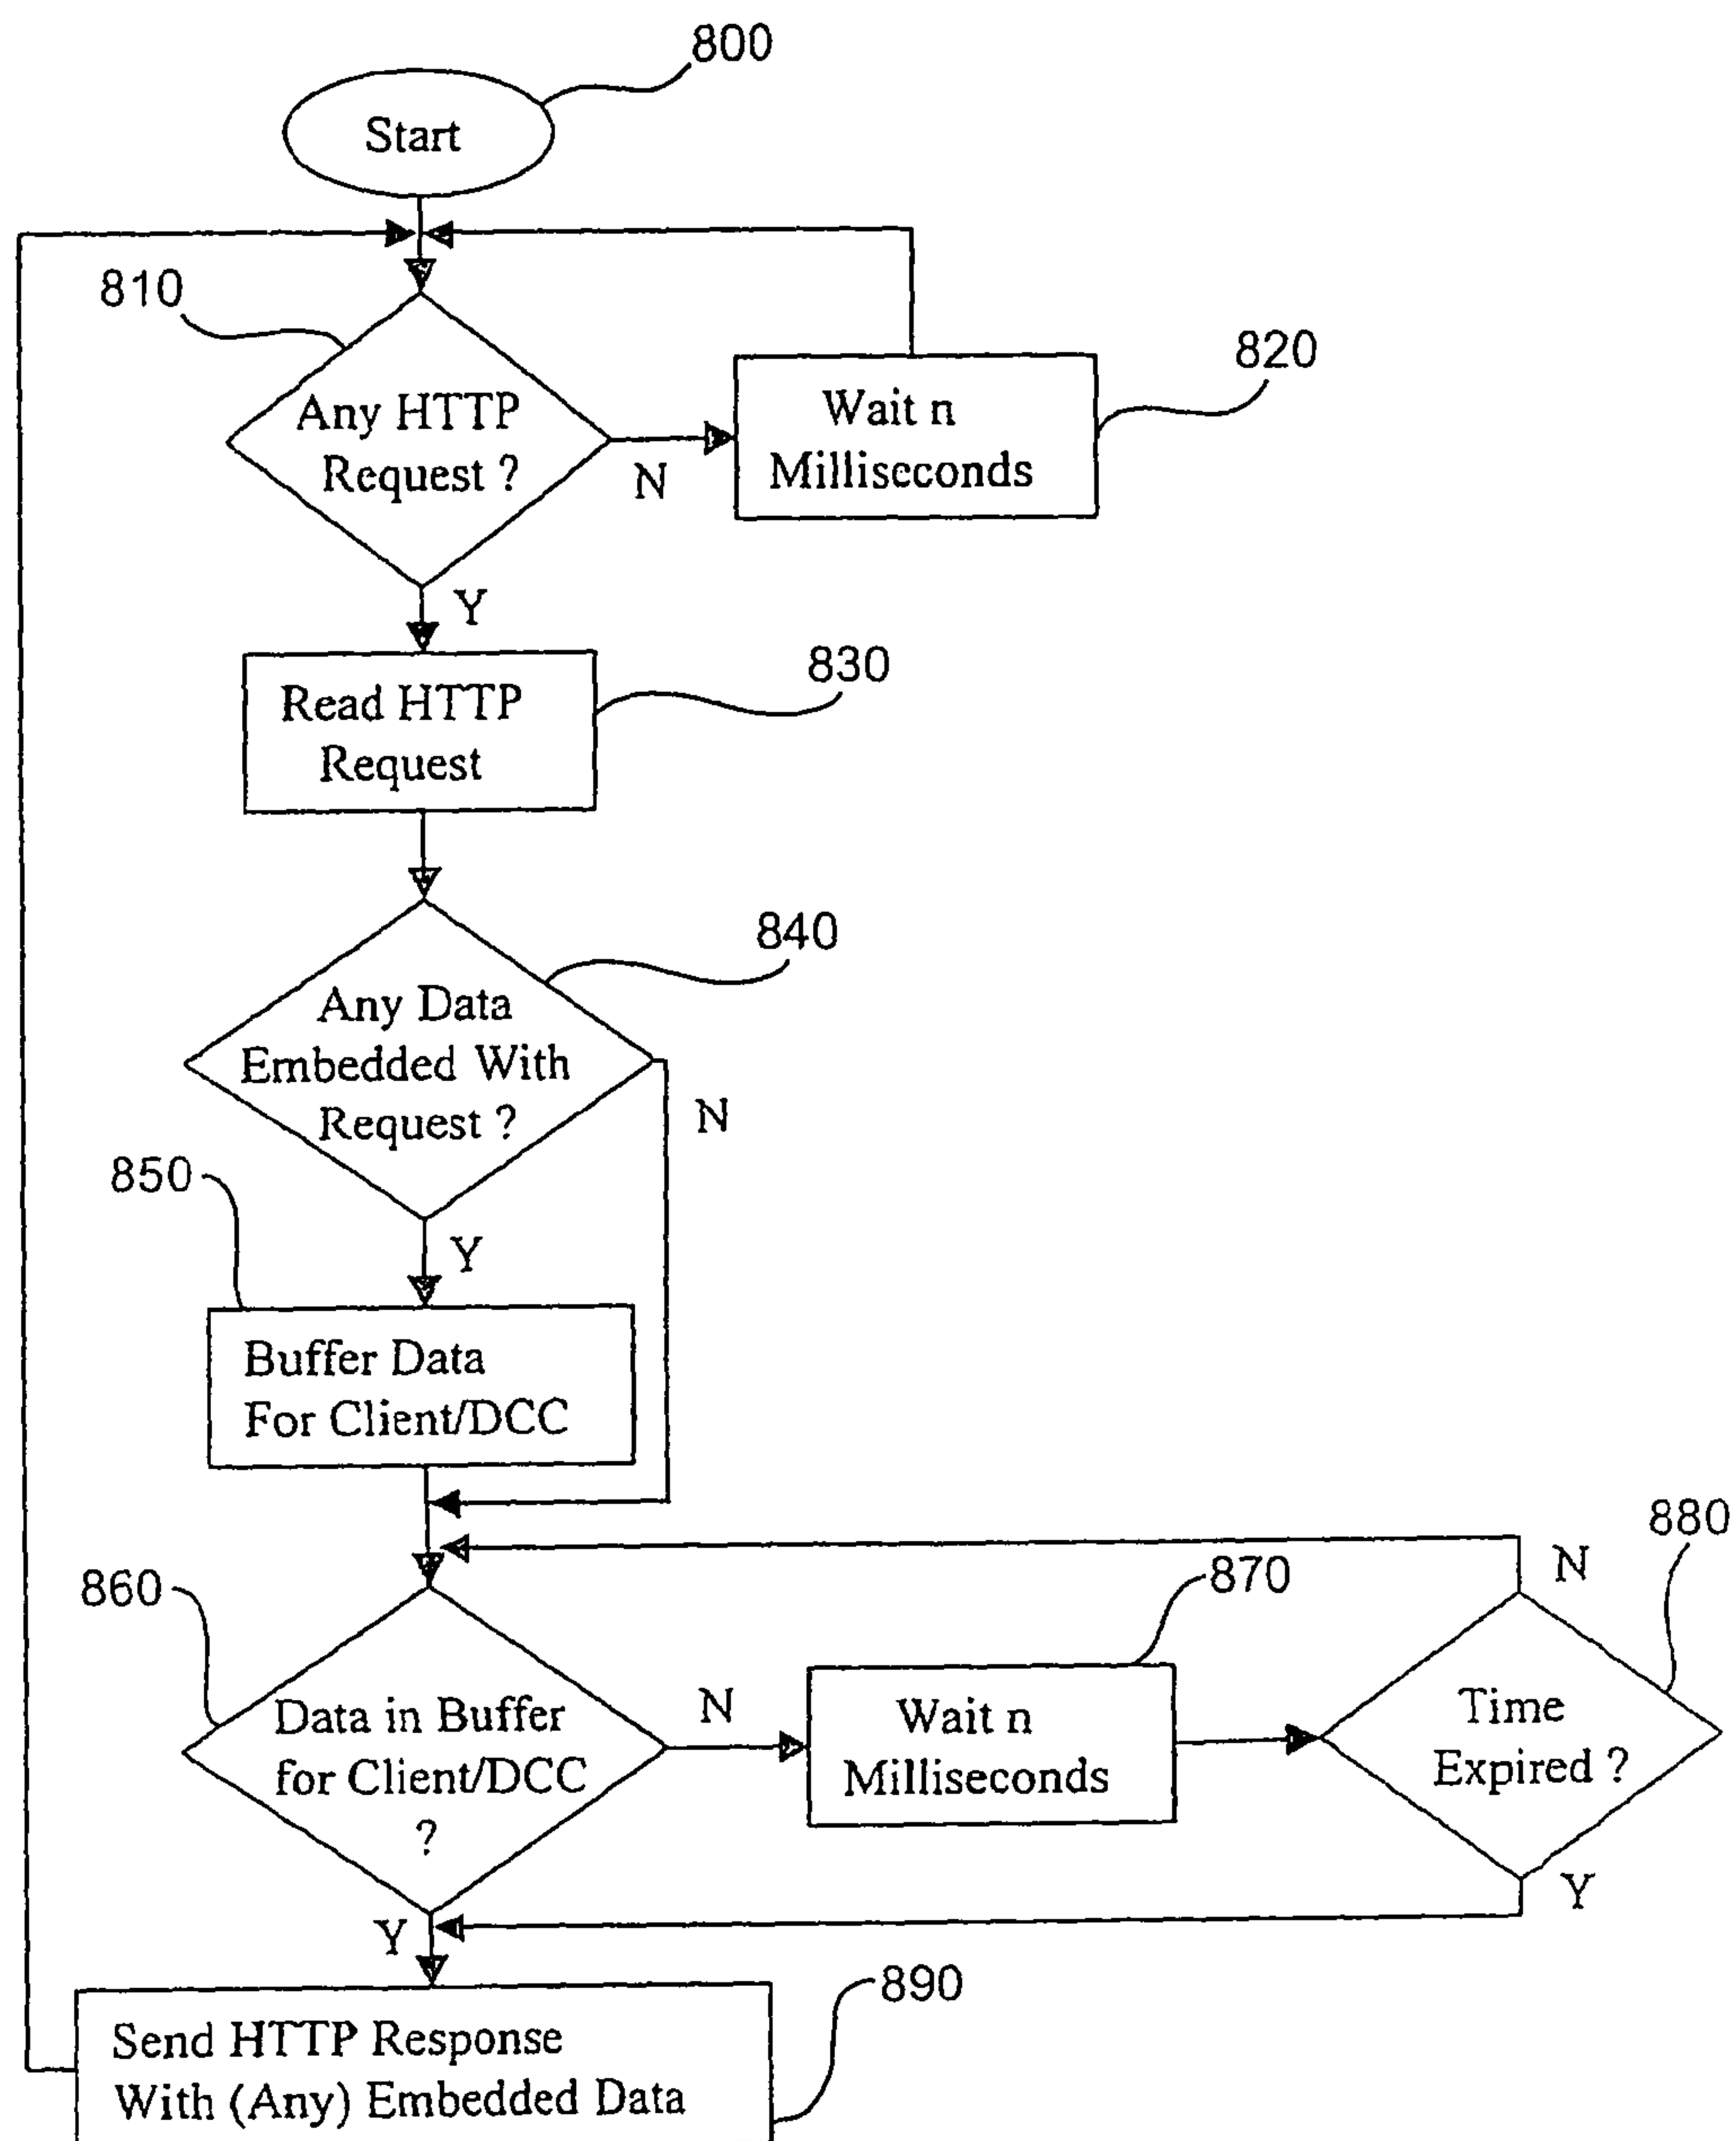 800
Start
810
Any HTTP
Request ?
N
820
Wait n
Milliseconds
Y
830
Read HTTP
Request
840
Any Data
Embedded With
Request ?
N
850
Y
Buffer Data
For Client/DCC
860
Data in Buffer
for Client/DCC
?
N
870
Wait n
Milliseconds
880
N
Time
Expired ?
Y
Y
890
Send HTTP Response
With (Any) Embedded Data